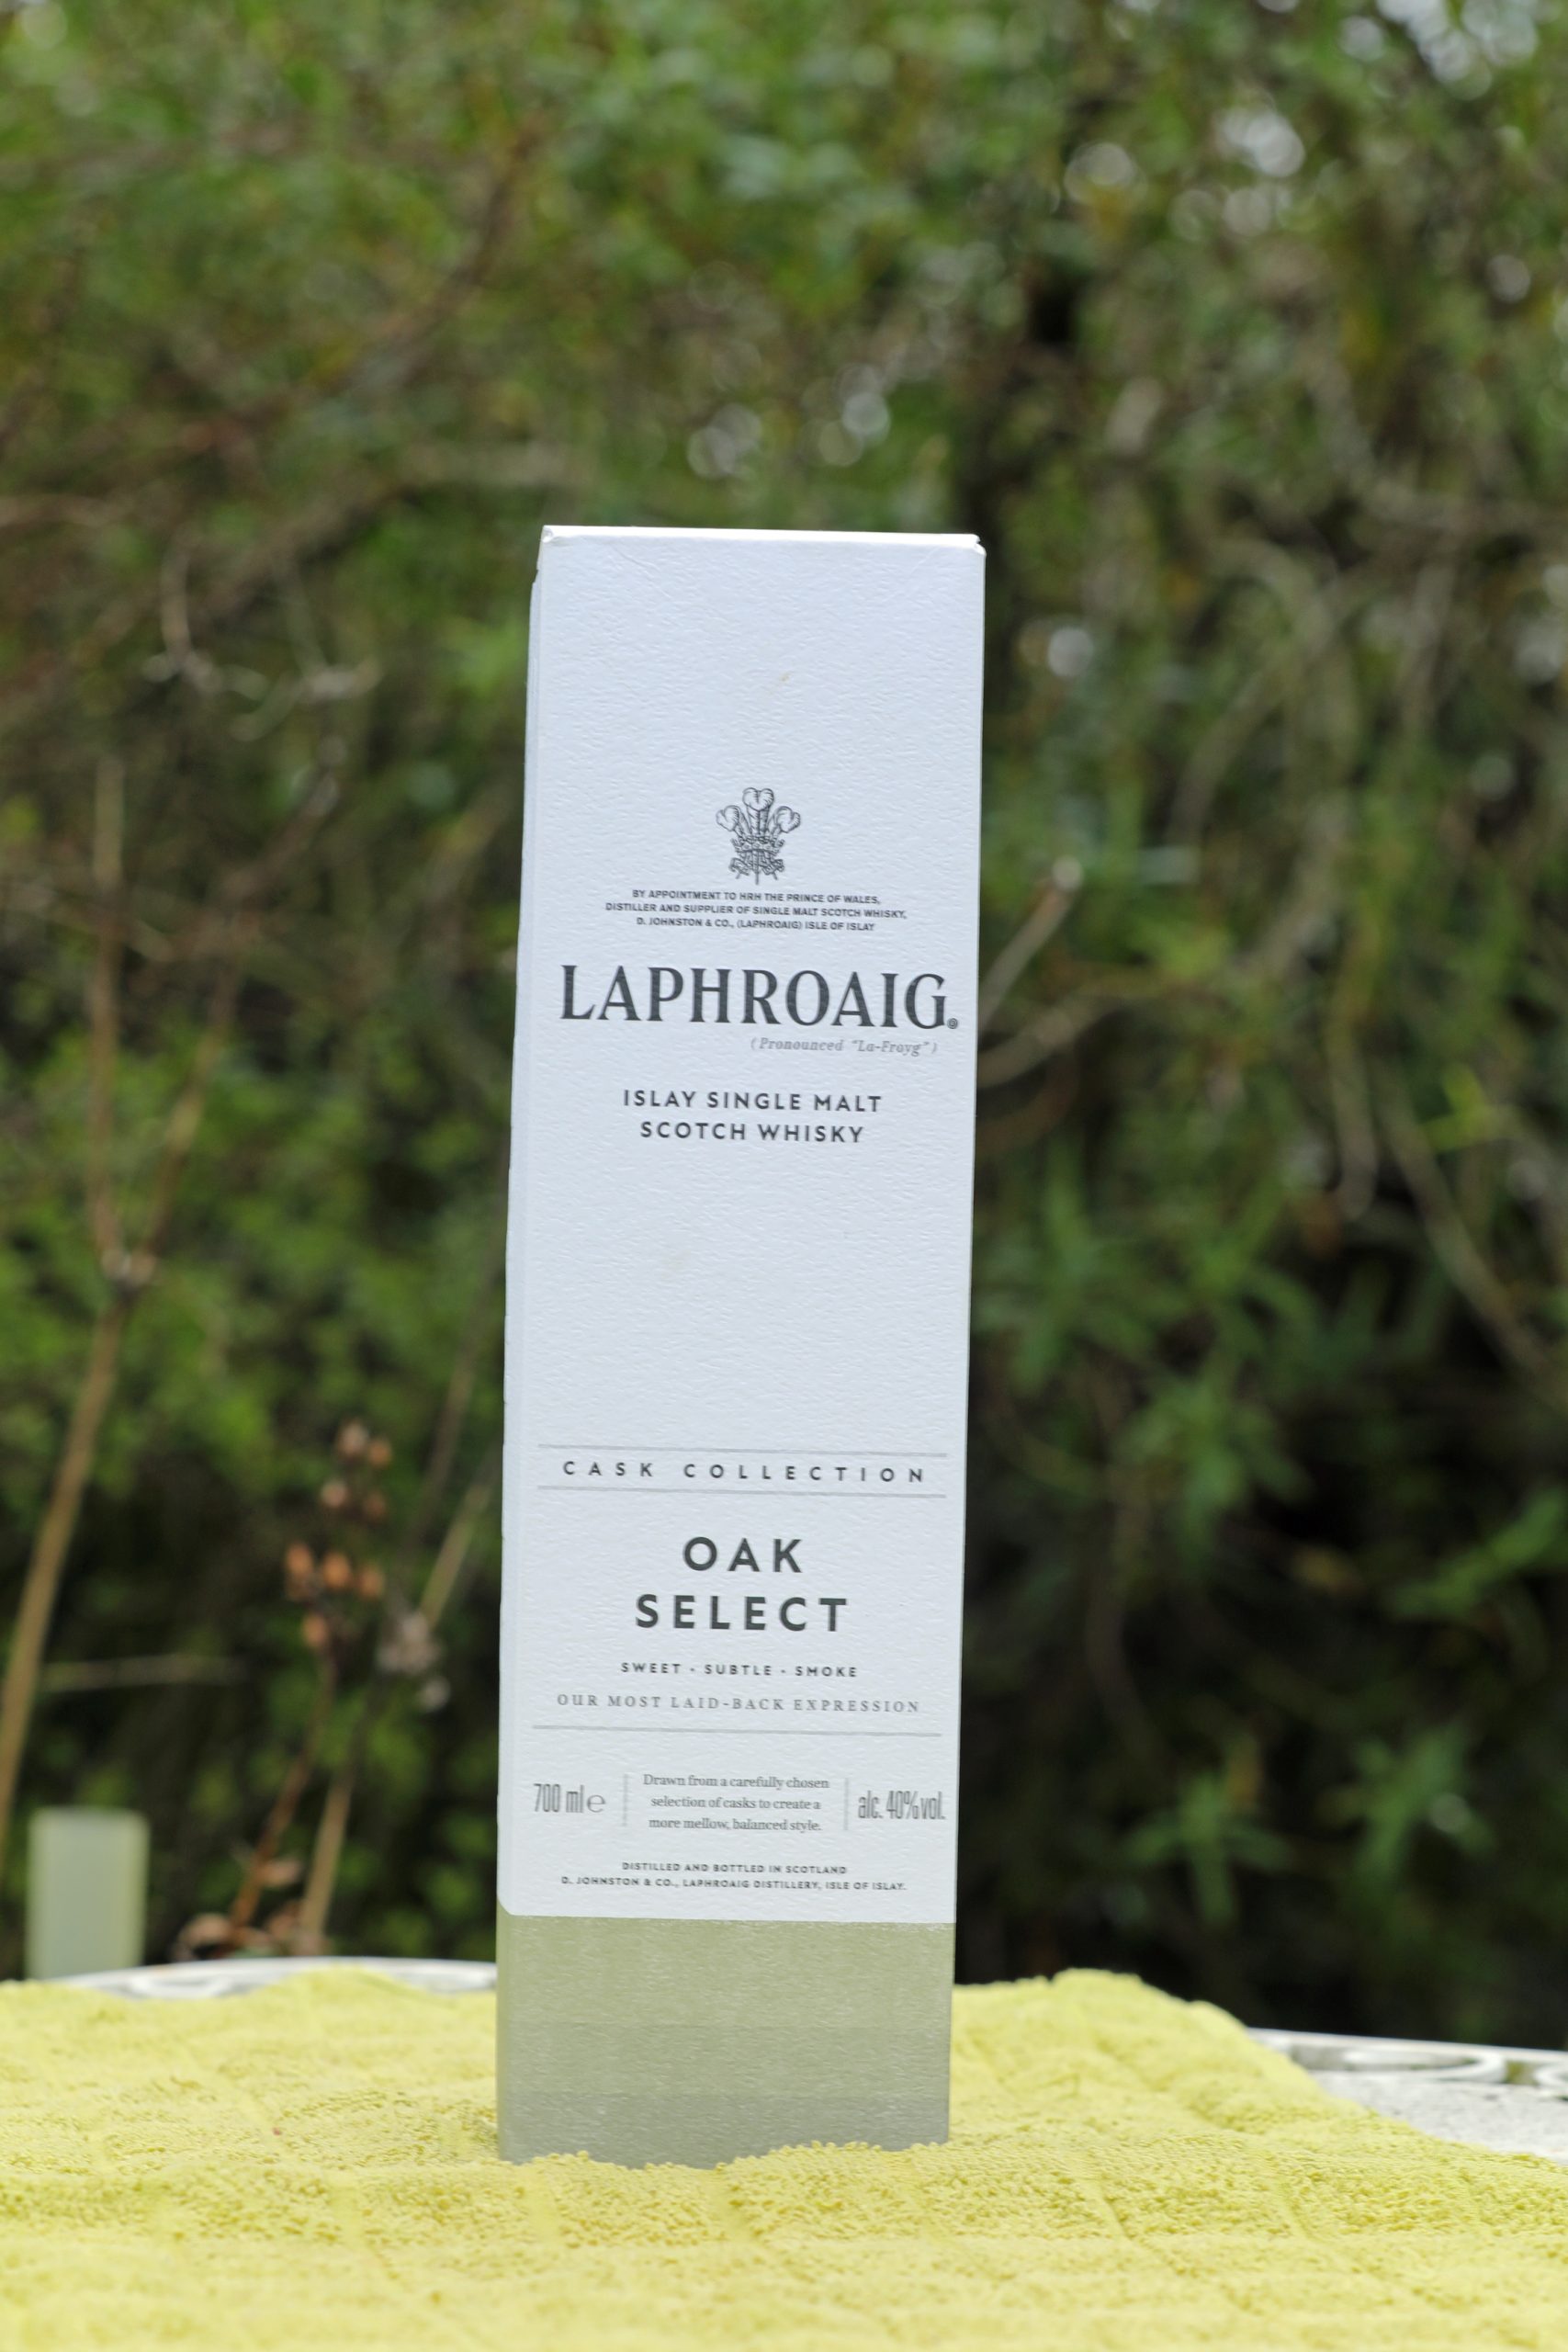 BY APPOINTMENT TO HRH THE PRINCE OF WALES,
DISTILLER AND SUPPLIER OF SINGLE MALT SCOTCH WHISKY,
D. JOHNSTON & CO., (LAPHROAIG) ISLE OF ISLAY
LAPHROAIG®
(Pronounced "La-Froyg")
ISLAY SINGLE MALT
SCOTCH WHISKY
CASK COLLECTION
OAK
SELECT
SWEET · SUBTLE · SMOKE
OUR MOST LAID-BACK EXPRESSION
700 ml ℮
Drawn from a carefully chosen
selection of casks to create a
more mellow, balanced style.
alc. 40% vol.
DISTILLED AND BOTTLED IN SCOTLAND
D. JOHNSTON & CO., LAPHROAIG DISTILLERY, ISLE OF ISLAY.